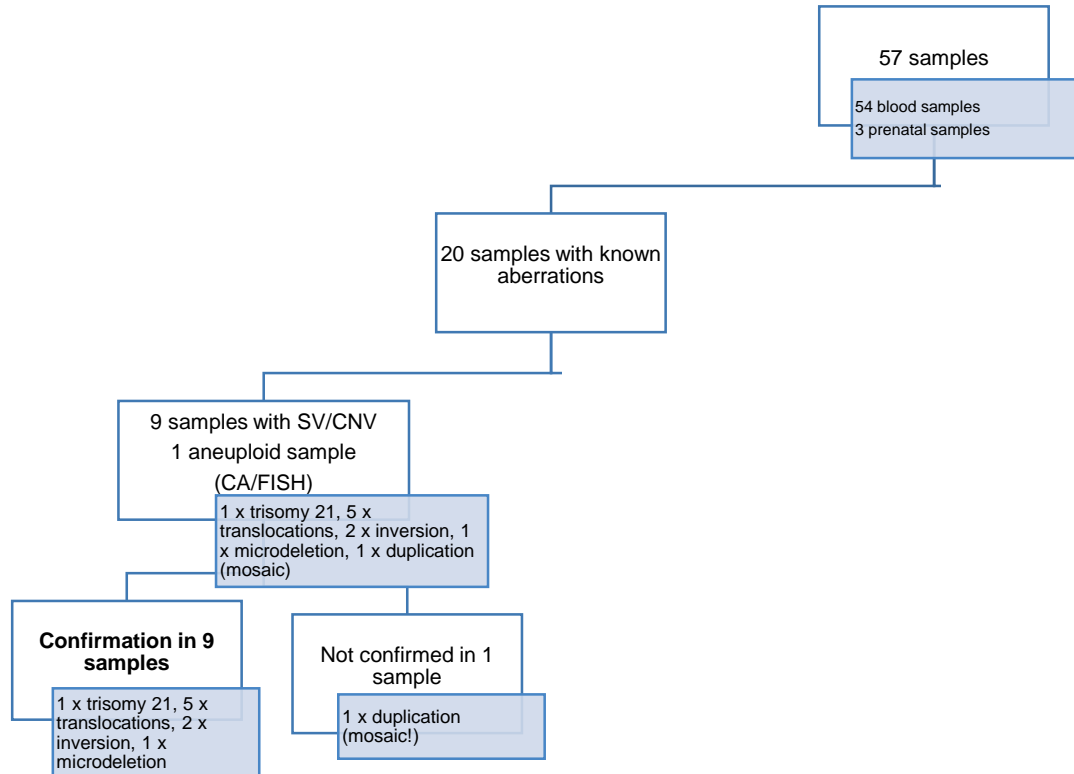 57 samples
54 blood samples
3 prenatal samples
20 samples with known
aberrations
9 samples with SV/CNV
1 aneuploid sample
(CA/FISH)
1 x trisomy 21, 5 x
translocations, 2 x inversion, 1
x microdeletion, 1 x duplication
(mosaic)
Confirmation in 9
samples
1 x trisomy 21, 5 x
translocations, 2 x
inversion, 1 x
microdeletion
Not confirmed in 1
sample
1 x duplication
(mosaic!)